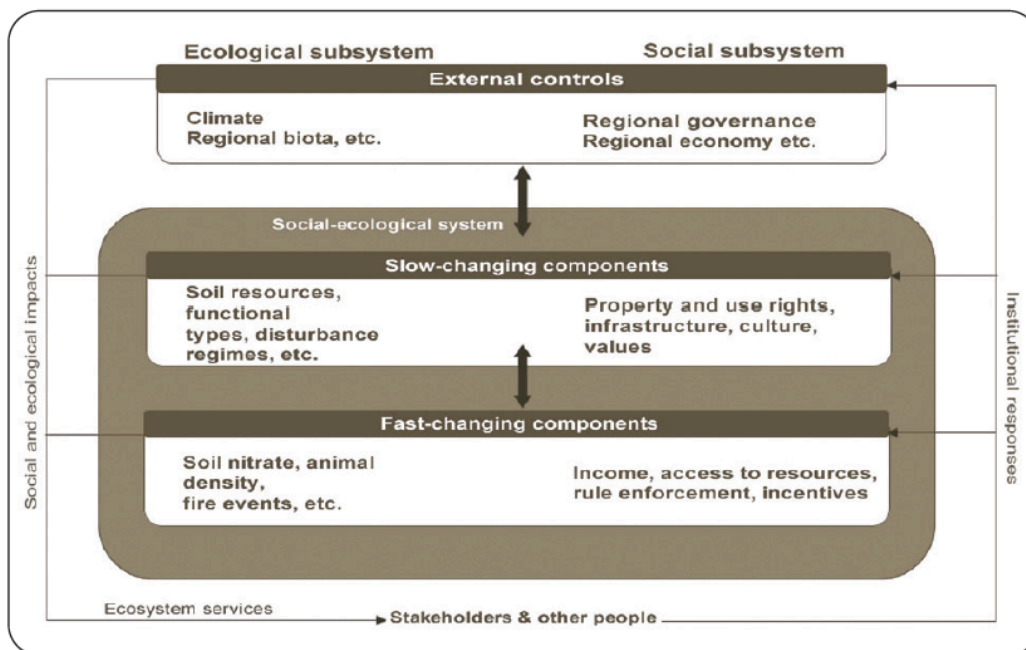 Ecological subsystem
Social subsystem
External controls
Climate
Regional biota, etc.
Regional governance
Regional economy etc.
Social-ecological system
Slow-changing components
Soil resources,
functional
types, disturbance
regimes, etc.
Property and use rights,
infrastructure, culture,
values
Fast-changing components
Soil nitrate, animal
density,
fire events, etc.
Income, access to resources,
rule enforcement, incentives
Social and ecological impacts
Institutional responses
Ecosystem services
Stakeholders & other people